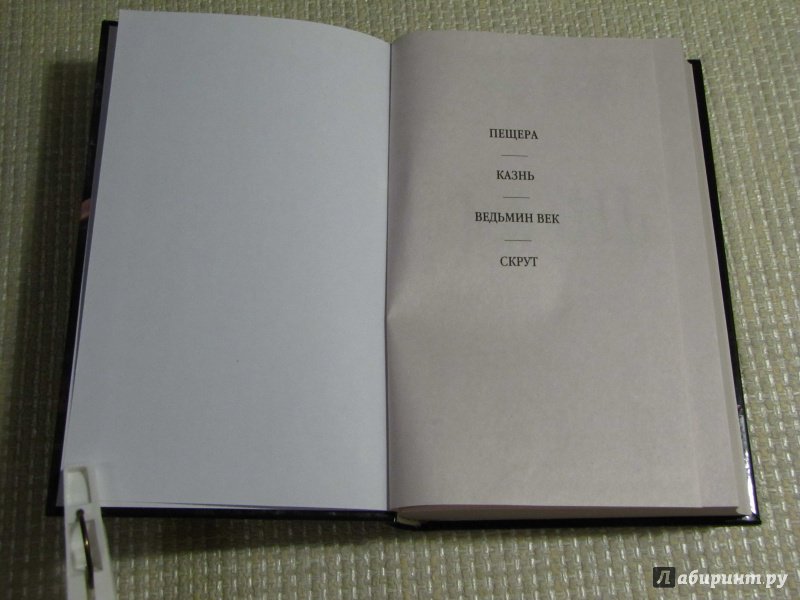 ПЕЩЕРА
КАЗНЬ
ВЕДЬМИН ВЕК
СКРУТ
Лабиринт.ру